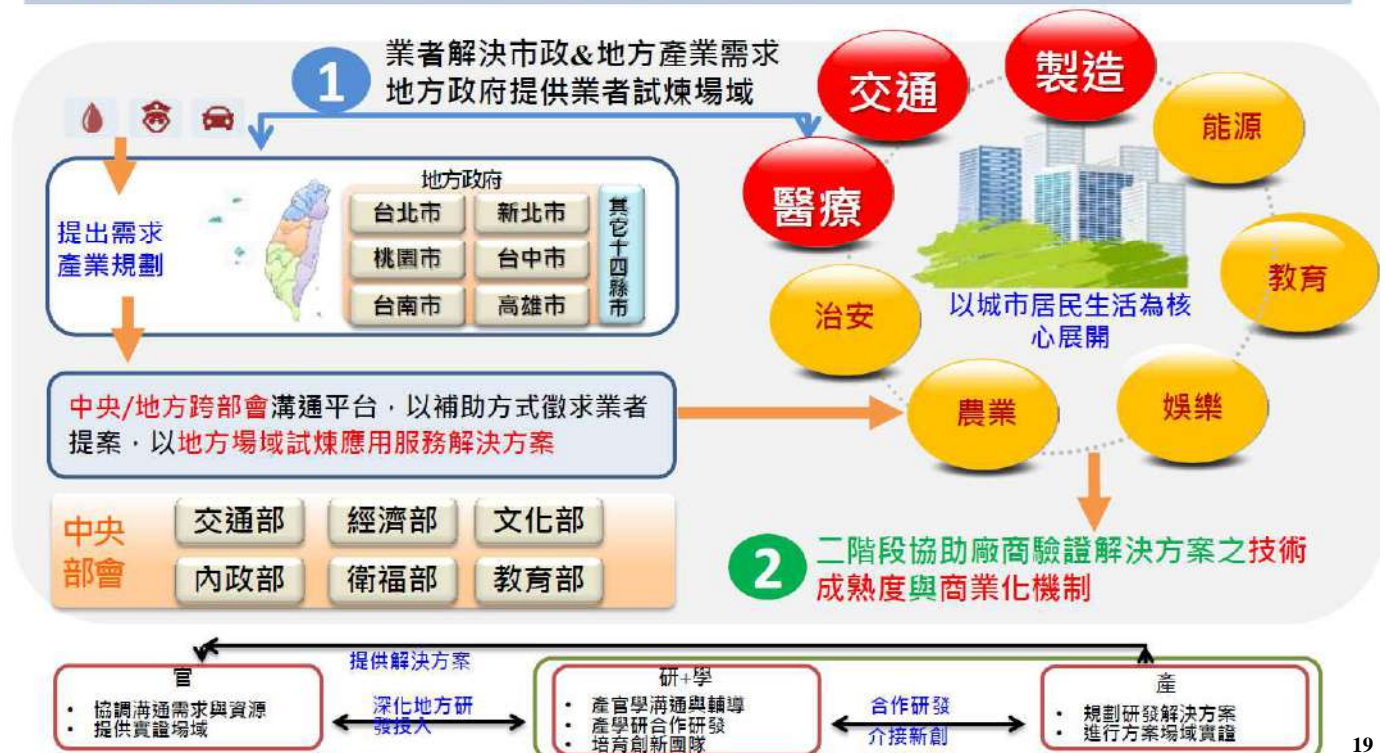 1
業者解決市政&地方產業需求
地方政府提供業者試煉場域
提出需求
產業規劃
地方政府
台北市
新北市
桃園市
台中市
台南市
高雄市
其它十四縣市
中央/地方跨部會溝通平台，以補助方式徵求業者
提案，以地方場域試煉應用服務解決方案
中央
部會
交通部
經濟部
文化部
內政部
衛福部
教育部
交通
製造
能源
醫療
教育
治安
以城市居民生活為核
心展開
農業
娛樂
2
二階段協助廠商驗證解決方案之技術
成熟度與商業化機制
提供解決方案
官
• 協調溝通需求與資源
• 提供實證場域
深化地方研
發投入
研+學
• 產官學溝通與輔導
• 產學研合作研發
• 培育創新團隊
合作研發
介接新創
產
• 規劃研發解決方案
• 進行方案場域實證
19